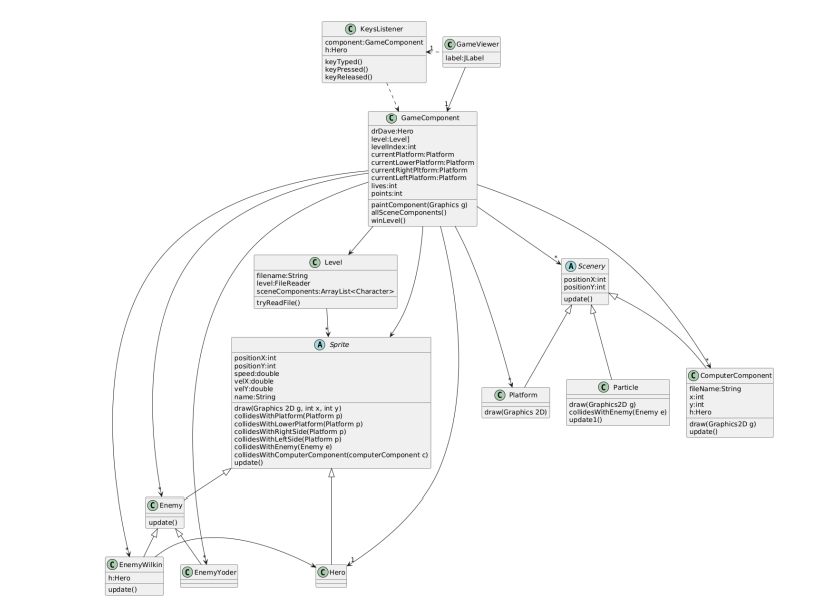 C KeysListener
component:GameComponent
h:Hero
keyTyped()
keyPressed()
keyReleased()
1
C GameViewer
label:JLabel
1
C GameComponent
drDave:Hero
level:Level]
levelIndex:int
currentPlatform:Platform
currentLowerPlatform:Platform
currentRightPltform:Platform
currentLeftPlatform:Platform
lives:int
points:int
paintComponent(Graphics g)
allSceneComponents()
winLevel()
C Level
filename:String
level:FileReader
sceneComponents:ArrayList<Character>
tryReadFile()
*
A Scenery
positionX:int
positionY:int
update()
*
A Sprite
positionX:int
positionY:int
speed:double
velX:double
velY:double
name:String
draw(Graphics 2D g, int x, int y)
collidesWithPlatform(Platform p)
collidesWithLowerPlatform(Platform p)
collidesWithRightSide(Platform p)
collidesWithLeftSide(Platform p)
collidesWithEnemy(Enemy e)
collidesWithComputerComponent(computerComponent c)
update()
*
C Platform
draw(Graphics 2D)
C Particle
draw(Graphics2D g)
collidesWithEnemy(Enemy e)
update1()
*
C ComputerComponent
fileName:String
x:int
y:int
h:Hero
draw(Graphics2D g)
update()
*
C Enemy
update()
*
C EnemyWilkin
h:Hero
update()
*
C EnemyYoder
1
C Hero